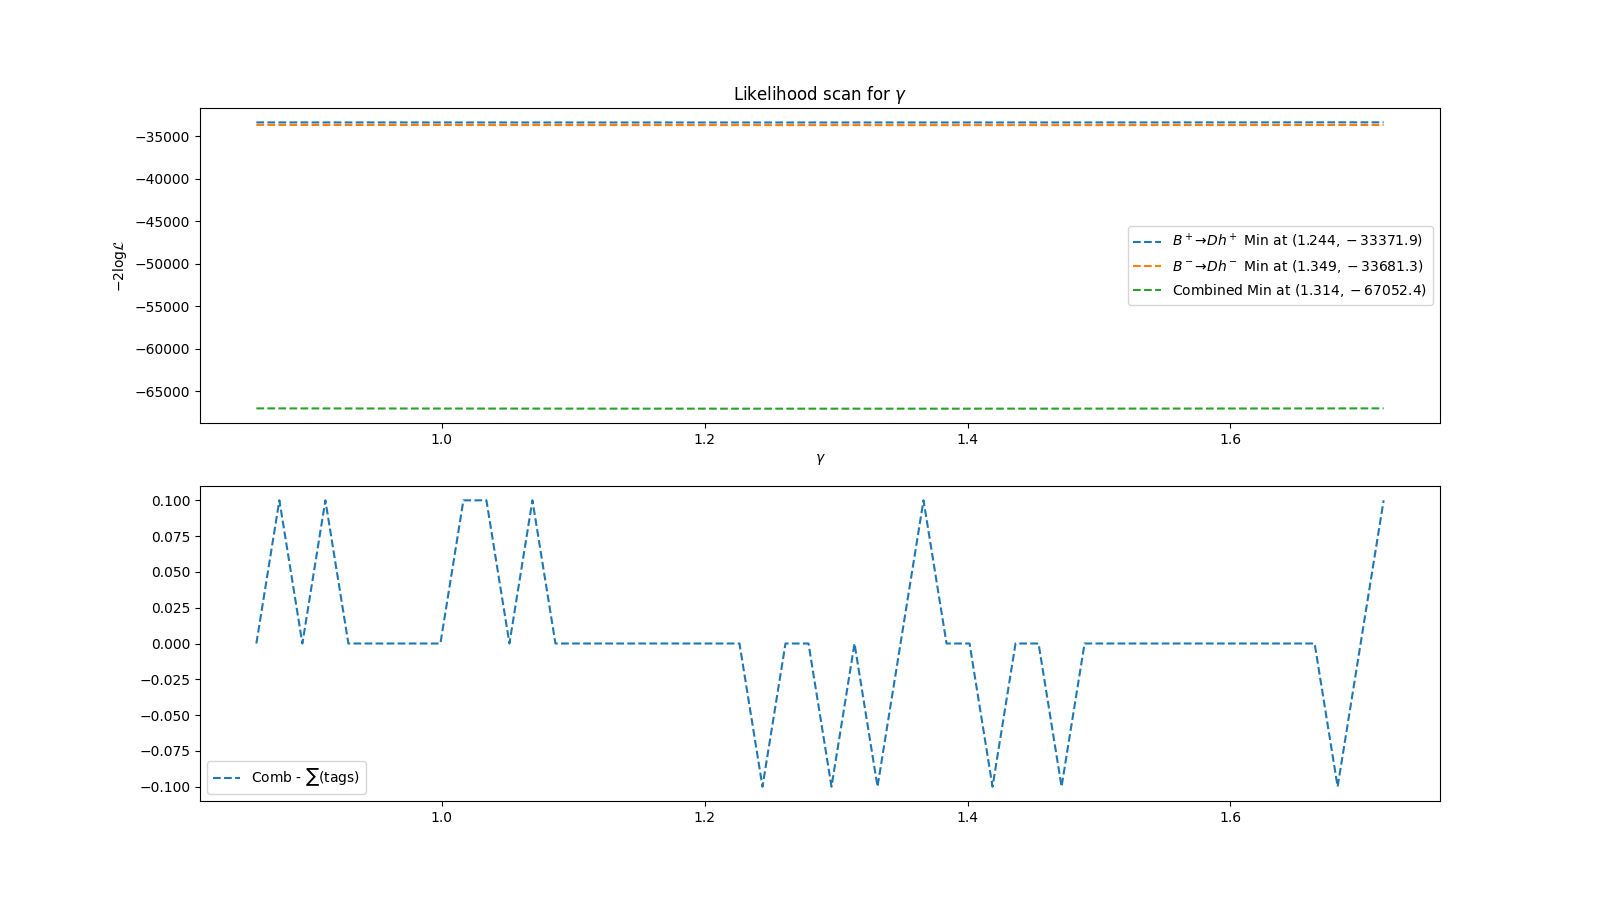 Likelihood scan for γ
−35000
−40000
−45000
−50000
−55000
−60000
−65000
−2logℒ
B⁺→Dh⁺ Min at (1.244, −33371.9)
B⁻→Dh⁻ Min at (1.349, −33681.3)
Combined Min at (1.314, −67052.4)
1.0 1.2 1.4 1.6
γ
0.100
0.075
0.050
0.025
0.000
−0.025
−0.050
−0.075
−0.100
Comb - ∑(tags)
1.0 1.2 1.4 1.6